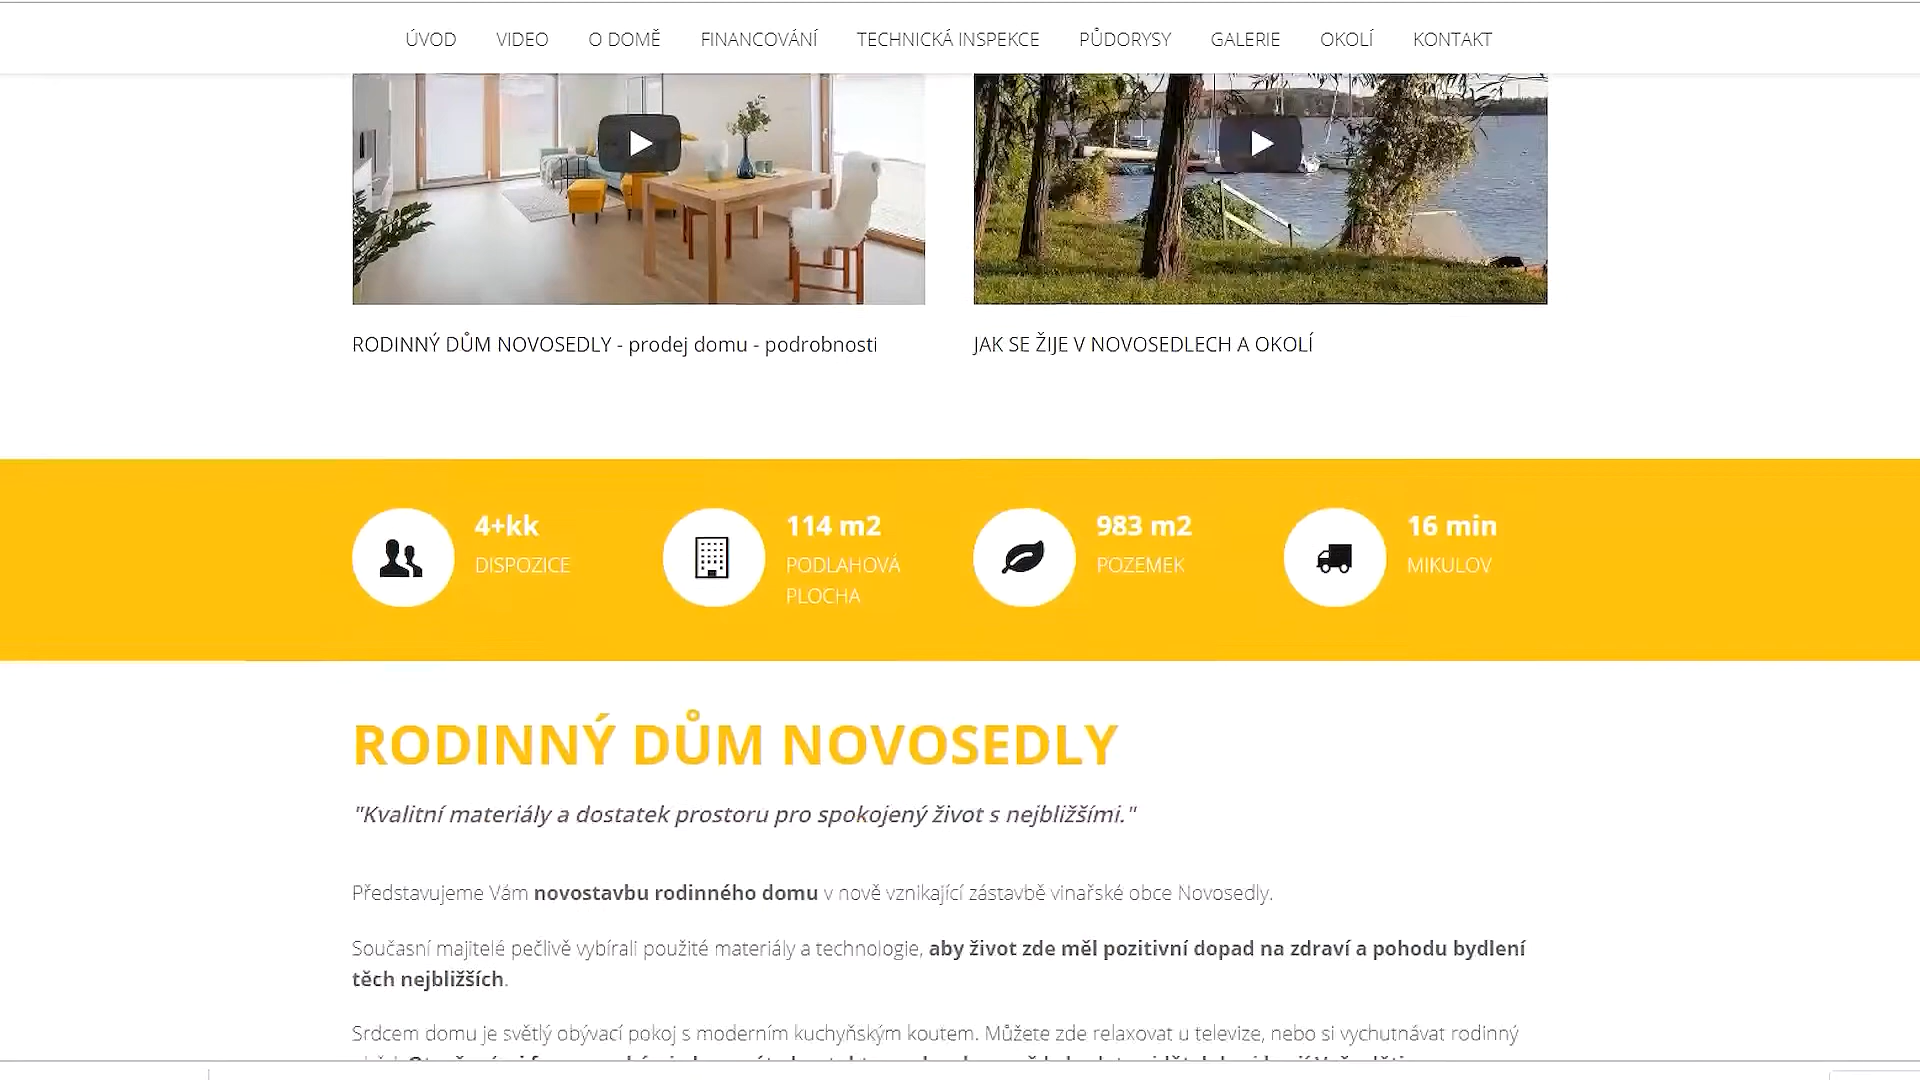 ÚVOD VIDEO O DOMĚ FINANCOVÁNÍ TECHNICKÁ INSPEKCE PŮDORYSY GALERIE OKOLÍ KONTAKT
RODINNÝ DŮM NOVOSEDLY - prodej domu - podrobnosti
JAK SE ŽIJE V NOVOSEDLECH A OKOLÍ
4+kk
DISPOZICE
114 m2
PODLAHOVÁ
PLOCHA
983 m2
POZEMEK
16 min
MIKULOV
RODINNÝ DŮM NOVOSEDLY
"Kvalitní materiály a dostatek prostoru pro spokojený život s nejbližšími."
Představujeme Vám novostavbu rodinného domu v nově vznikající zástavbě vinařské obce Novosedly.
Současní majitelé pečlivě vybírali použité materiály a technologie, aby život zde měl pozitivní dopad na zdraví a pohodu bydlení
těch nejbližších.
Srdcem domu je světlý obývací pokoj s moderním kuchyňským koutem. Můžete zde relaxovat u televize, nebo si vychutnávat rodinný